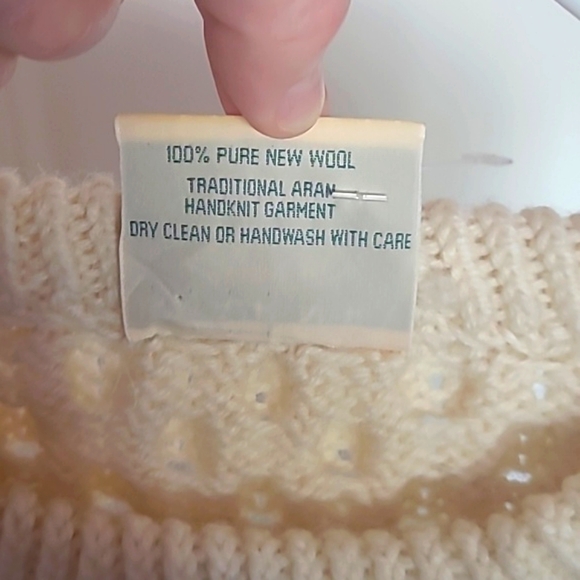 100% PURE NEW WOOL
TRADITIONAL ARAN
HANDKNIT GARMENT
DRY CLEAN OR HANDWASH WITH CARE